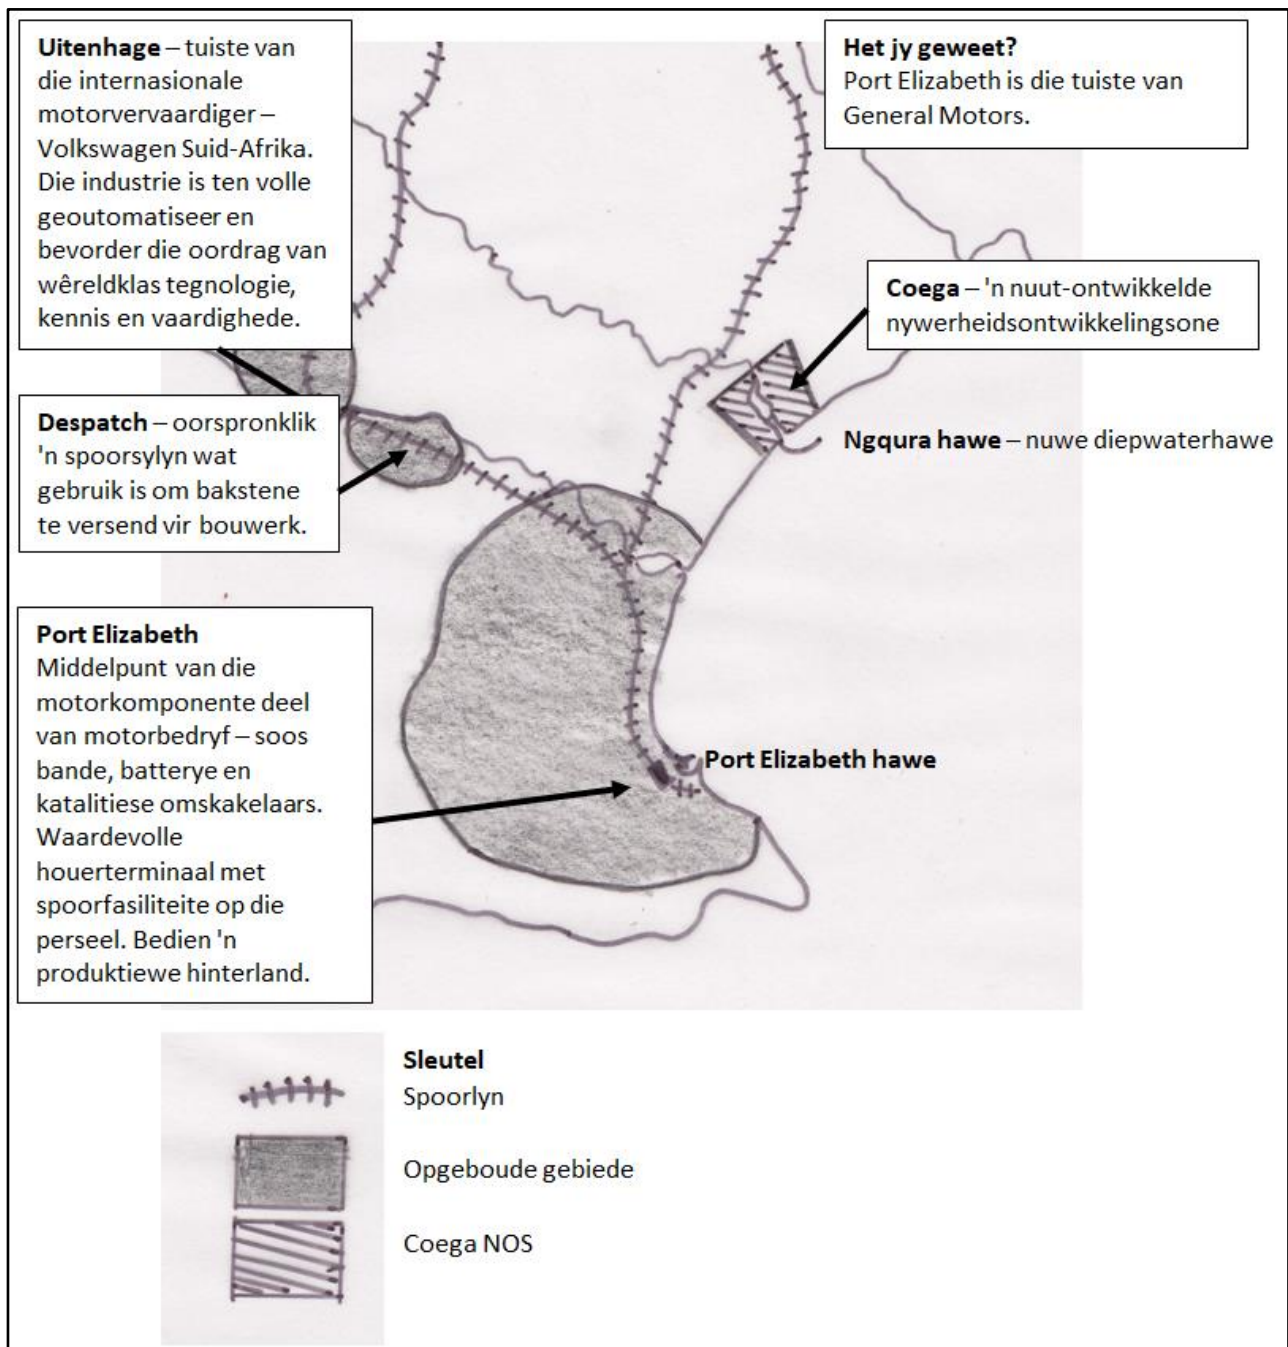 Uitenhage – tuiste van
die internasionale
motorvervaardiger –
Volkswagen Suid-Afrika.
Die industrie is ten volle
geoutomatiseer en
bevorder die oordrag van
wêreldklas tegnologie,
kennis en vaardighede.
Het jy geweet?
Port Elizabeth is die tuiste van
General Motors.
Coega – 'n nuut-ontwikkelde
nywerheidsontwikkelingsone
Despatch – oorspronklik
'n spoorsylyn wat
gebruik is om bakstene
te versend vir bouwerk.
Ngqura hawe – nuwe diepwaterhawe
Port Elizabeth
Middelpunt van die
motorkomponente deel
van motorbedryf – soos
bande, batterye en
katalitiese omskakelaars.
Waardevolle
houerterminaal met
spoorfasiliteite op die
perseel. Bedien 'n
produktiewe hinterland.
Port Elizabeth hawe
Sleutel
Spoorlyn
Opgeboude gebiede
Coega NOS